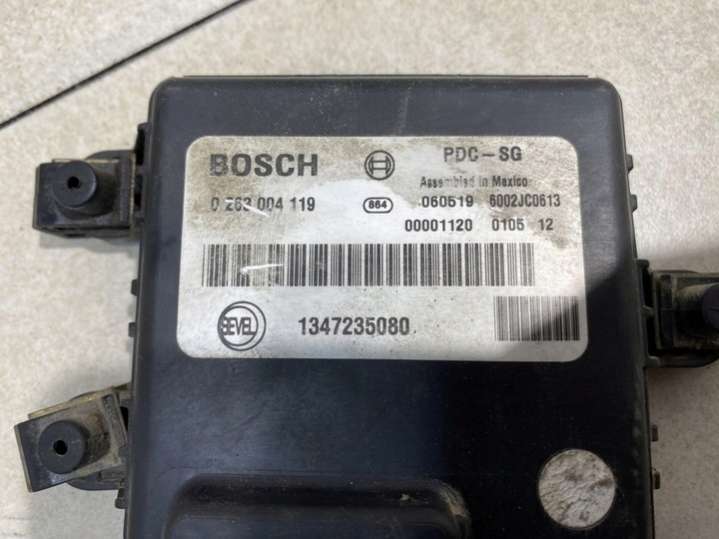 BOSCH PDC-SG
Assembled in Mexico
0 263 004 119 864 060519 6002JC0613
00001120 0105 12
SEVEL 1347235080